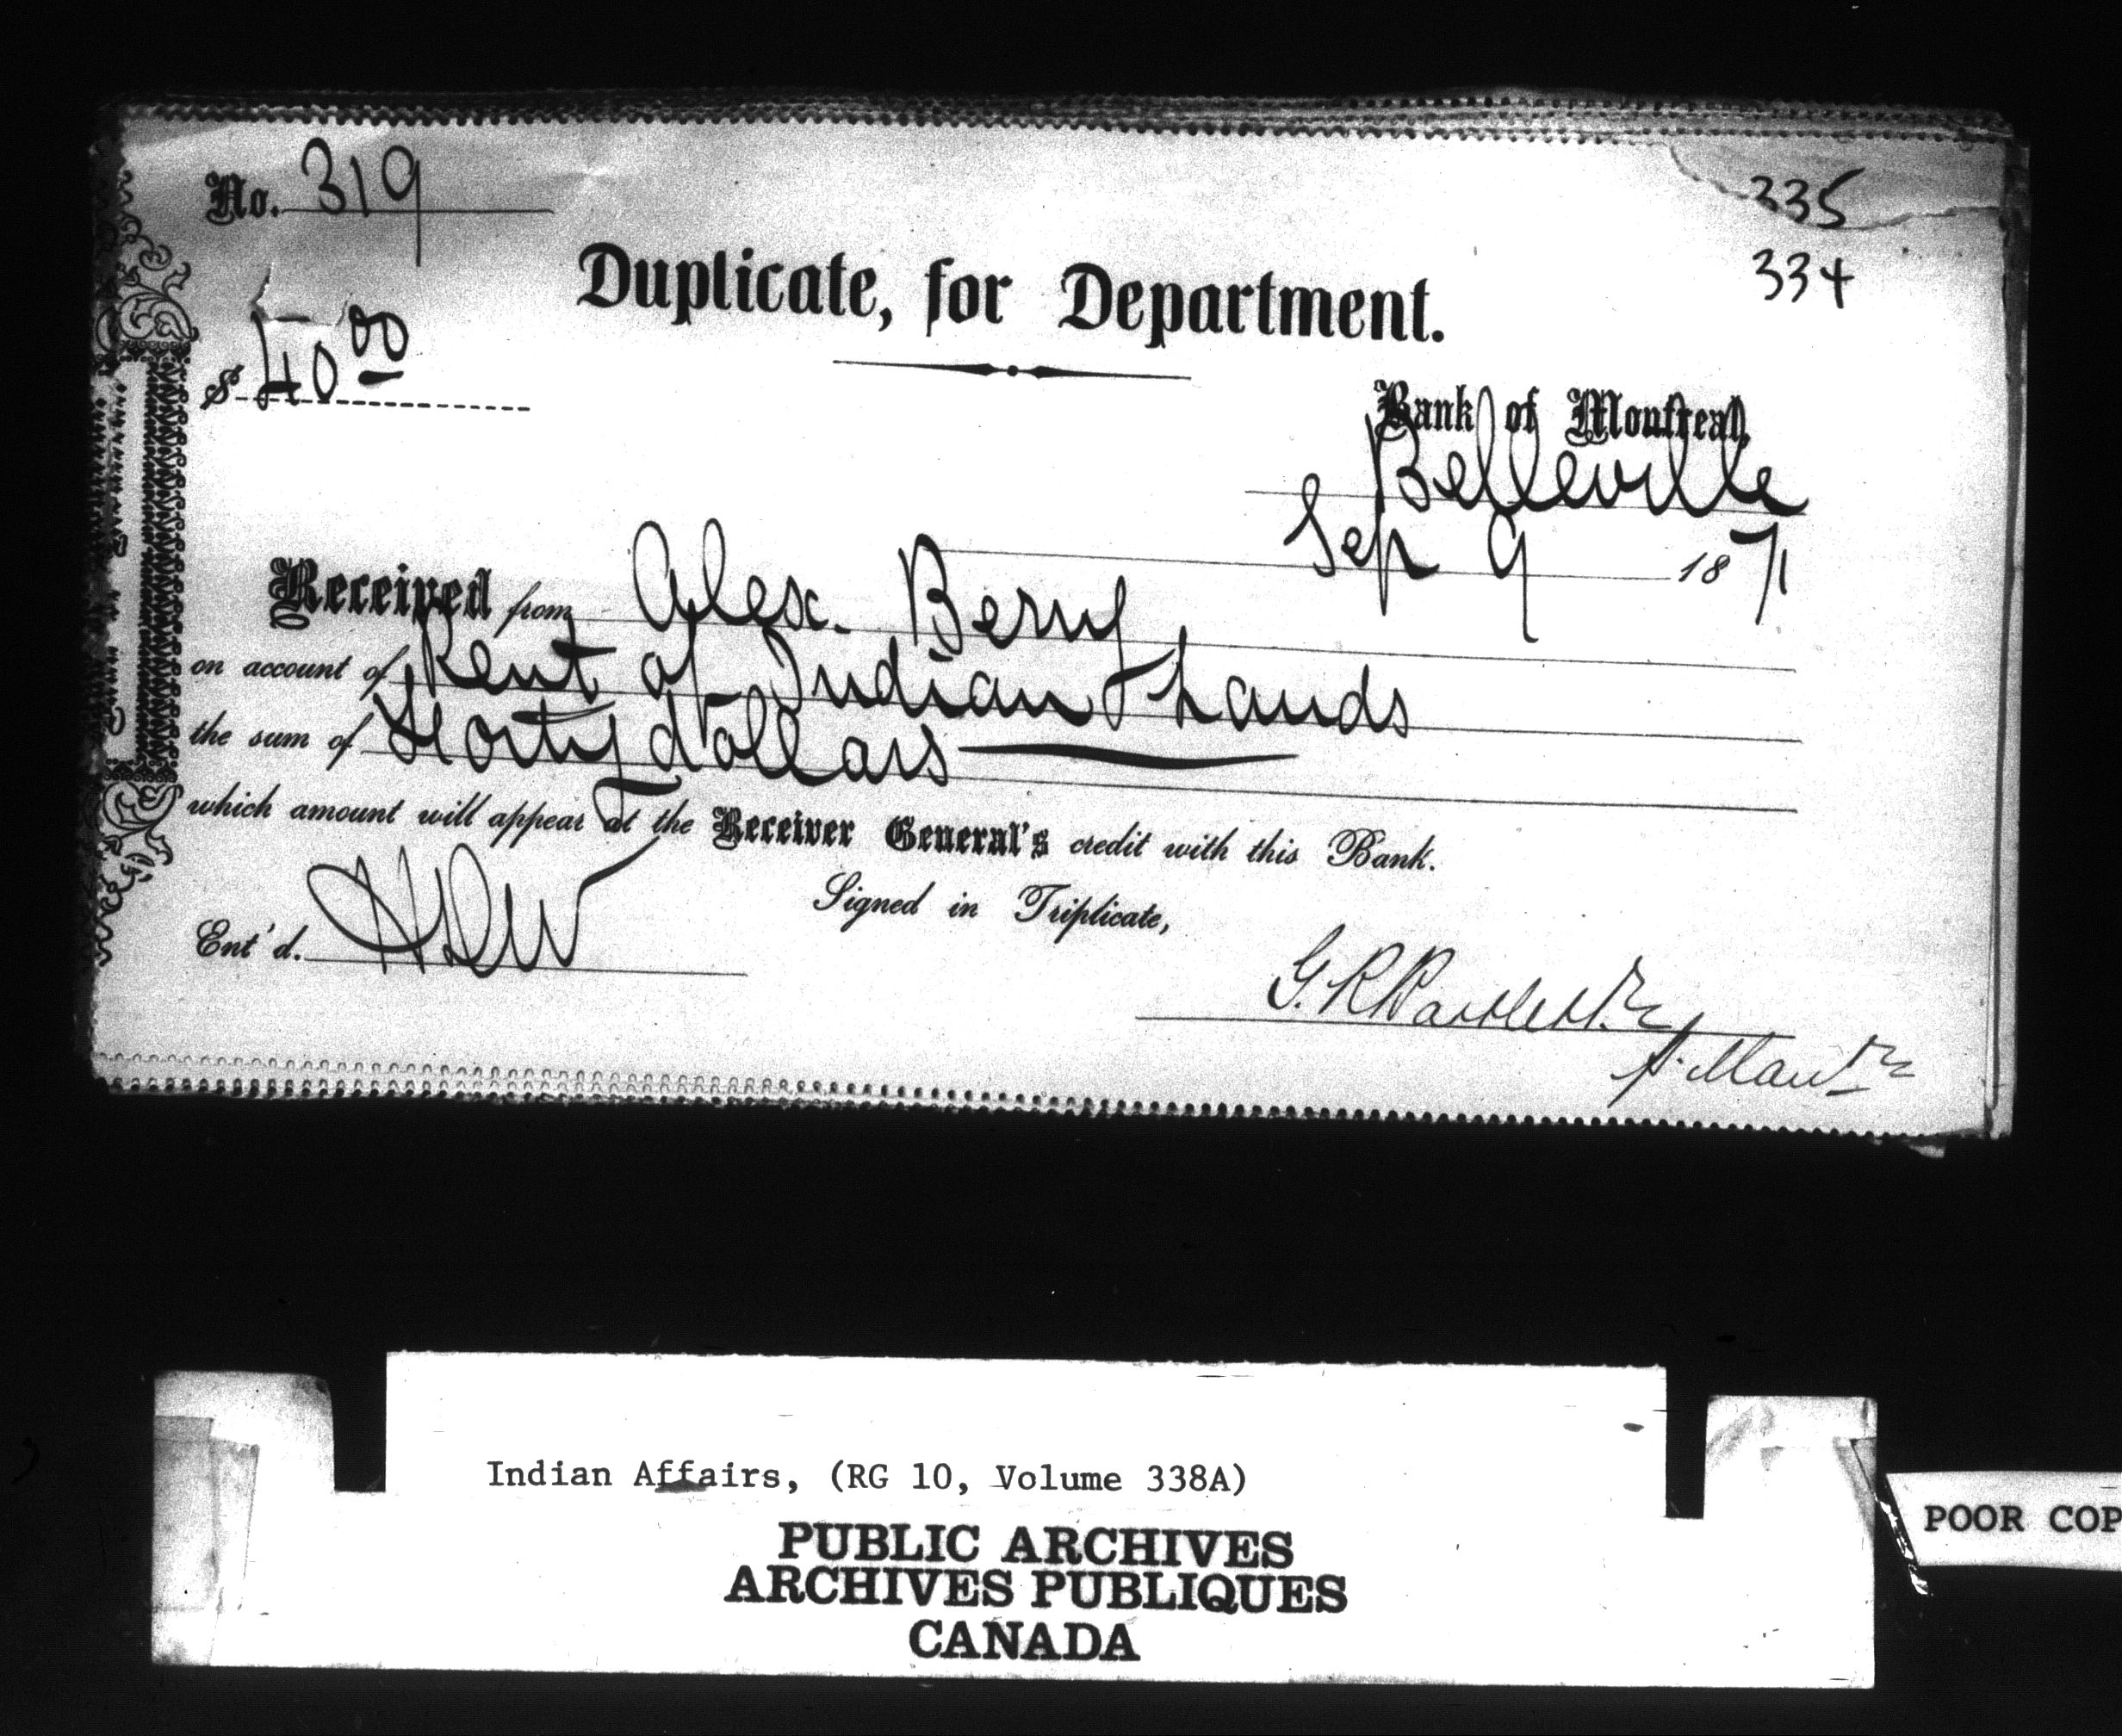 No. 319
335
334
Duplicate, for Department.
$ 40 00
Bank of Montreal,
Belleville
Sep 9 1871
Received from Alex. Berry
on account of Rent of Indian Lands
the sum of Forty dollars
which amount will appear at the Receiver General's credit with this Bank.
Signed in Triplicate,
Ent'd.
G. R. Bartlett
Indian Affairs, (RG 10, Volume 338A)
POOR COP
PUBLIC ARCHIVES
ARCHIVES PUBLIQUES
CANADA